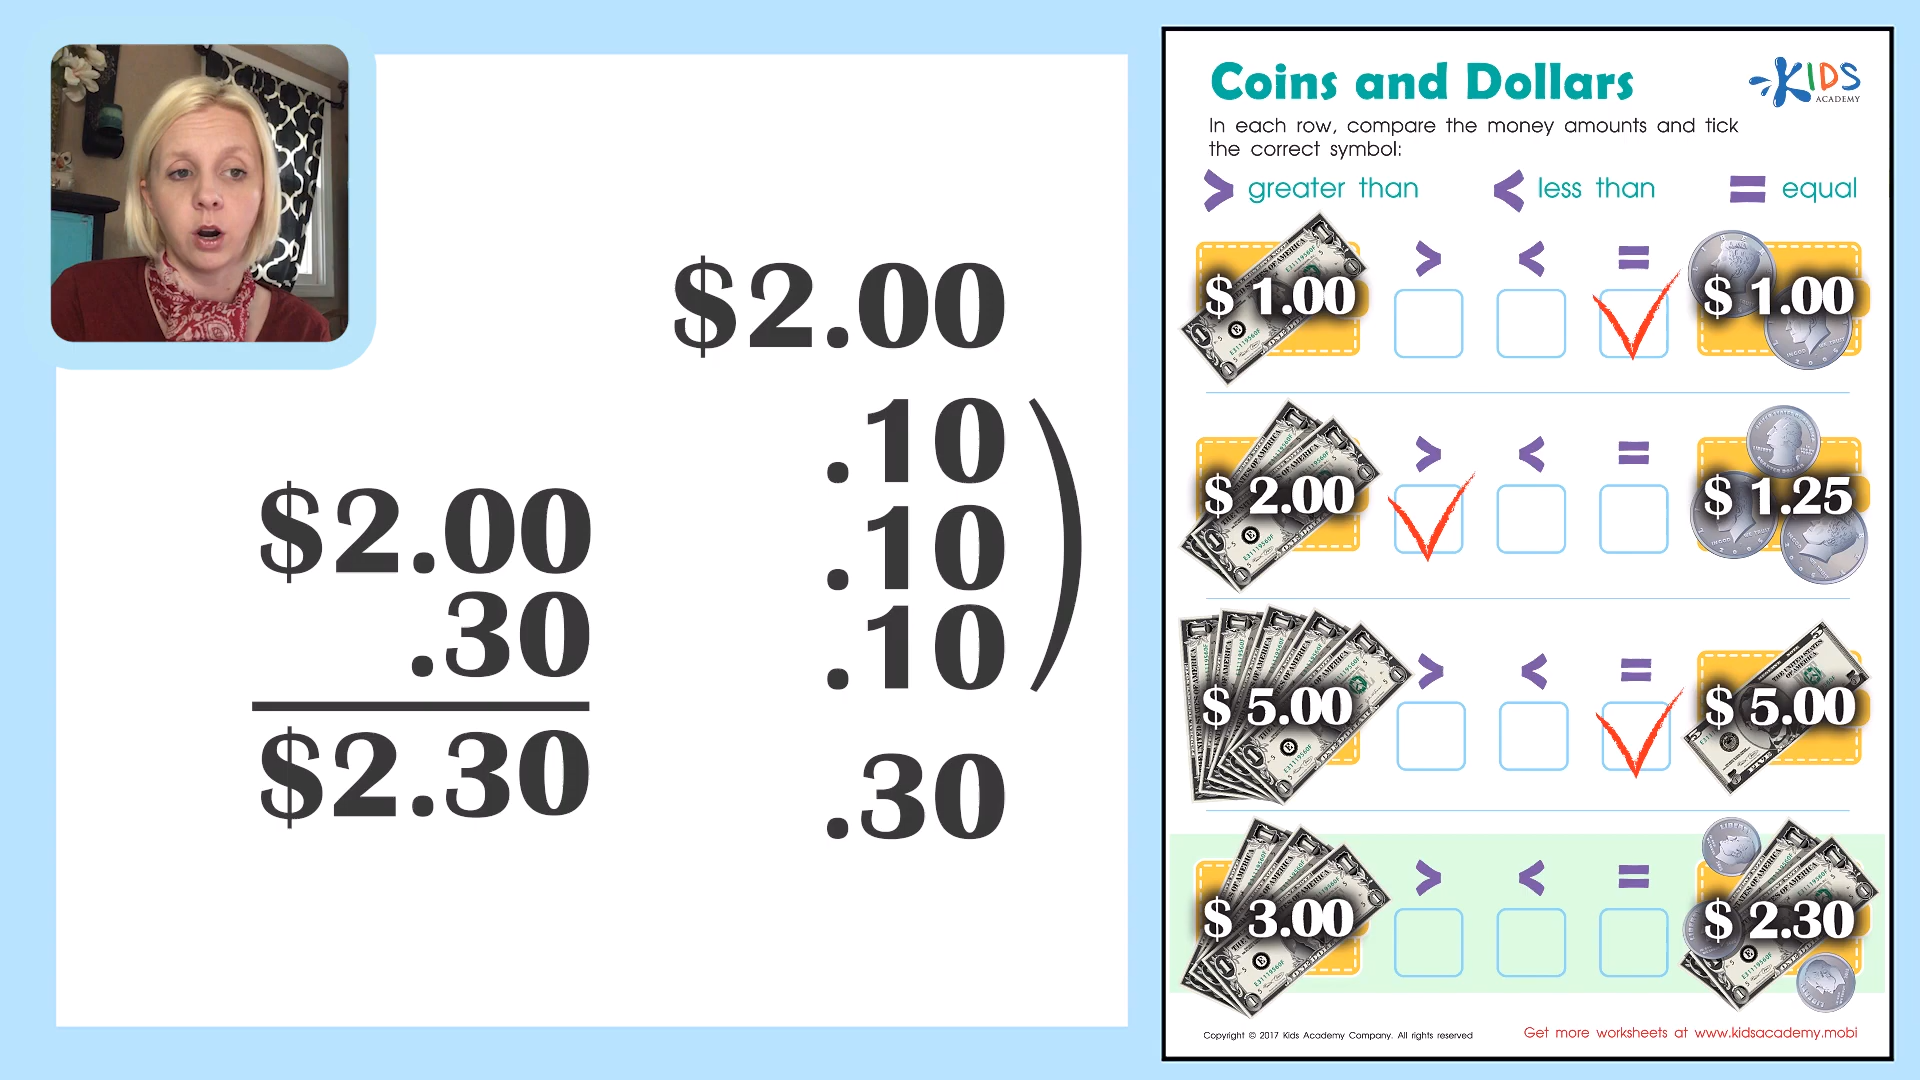 $2.00
.10
.10
.10
.30
$2.00
.30
$2.30
Coins and Dollars
KIDS
ACADEMY
In each row, compare the money amounts and tick
the correct symbol:
> greater than < less than = equal
$ 1.00 > < = $ 1.00
$ 2.00 > < = $ 1.25
$ 5.00 > < = $ 5.00
$ 3.00 > < = $ 2.30
Copyright © 2017 Kids Academy Company. All rights reserved
Get more worksheets at www.kidsacademy.mobi